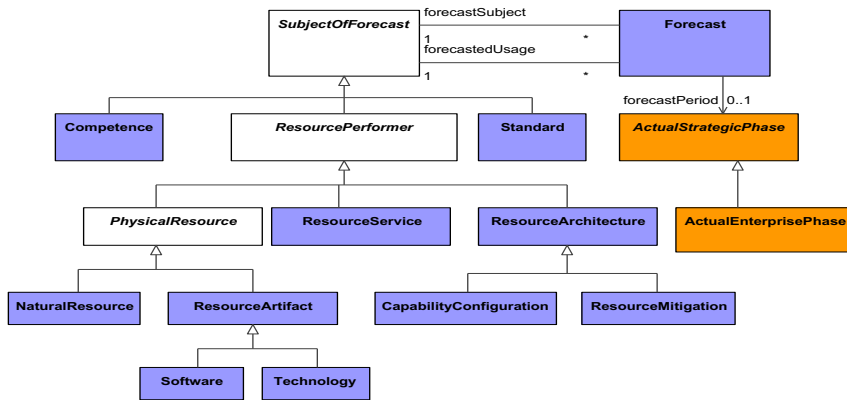 SubjectOfForecast
forecastSubject
Forecast
1
*
forecastedUsage
1
*
forecastPeriod 0..1
Competence
ResourcePerformer
Standard
ActualStrategicPhase
PhysicalResource
ResourceService
ResourceArchitecture
ActualEnterprisePhase
NaturalResource
ResourceArtifact
CapabilityConfiguration
ResourceMitigation
Software
Technology